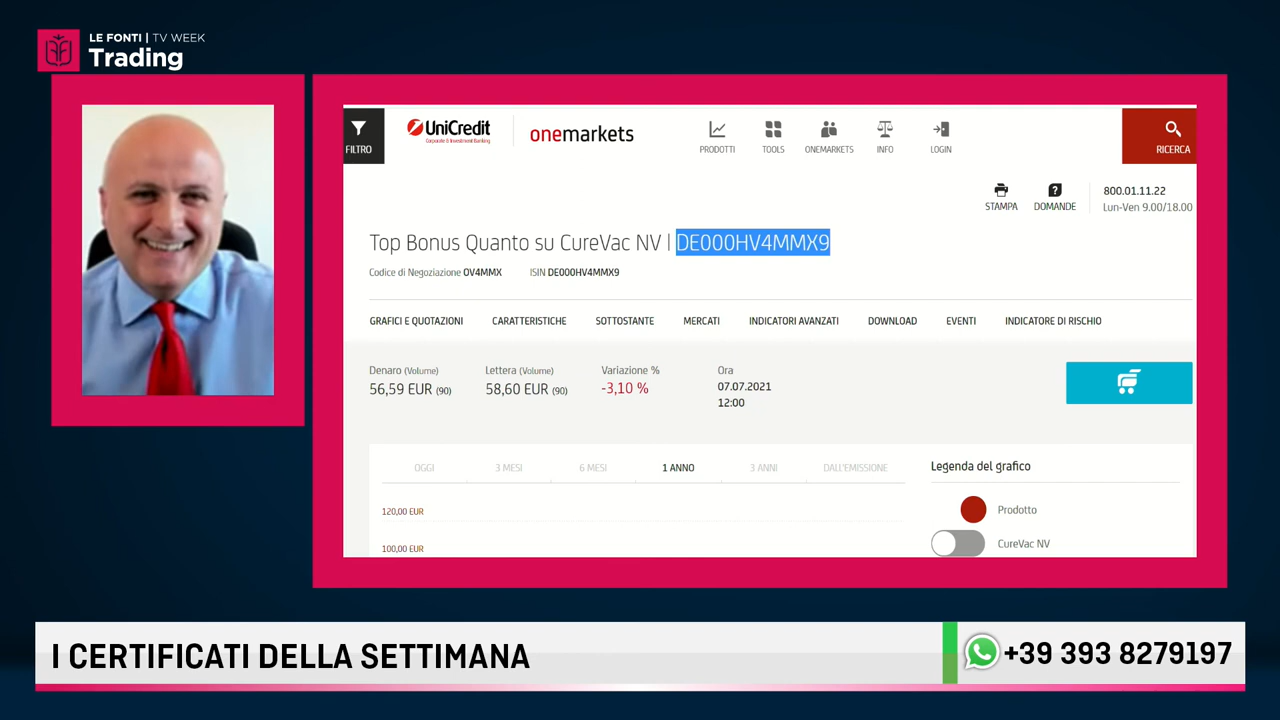 LE FONTI | TV WEEK
Trading
FILTRO
UniCredit
Corporate & Investment Banking
onemarkets
PRODOTTI
TOOLS
ONEMARKETS
INFO
LOGIN
RICERCA
STAMPA
DOMANDE
800.01.11.22
Lun-Ven 9.00/18.00
Top Bonus Quanto su CureVac NV | DE000HV4MMX9
Codice di Negoziazione OV4MMX ISIN DE000HV4MMX9
GRAFICI E QUOTAZIONI CARATTERISTICHE SOTTOSTANTE MERCATI INDICATORI AVANZATI DOWNLOAD EVENTI INDICATORE DI RISCHIO
Denaro (Volume) Lettera (Volume) Variazione % Ora
56,59 EUR (90) 58,60 EUR (90) -3,10 % 07.07.2021
12:00
OGGI 3 MESI 6 MESI 1 ANNO 3 ANNI DALL'EMISSIONE
Legenda del grafico
120,00 EUR
Prodotto
100,00 EUR
CureVac NV
I CERTIFICATI DELLA SETTIMANA
+39 393 8279197